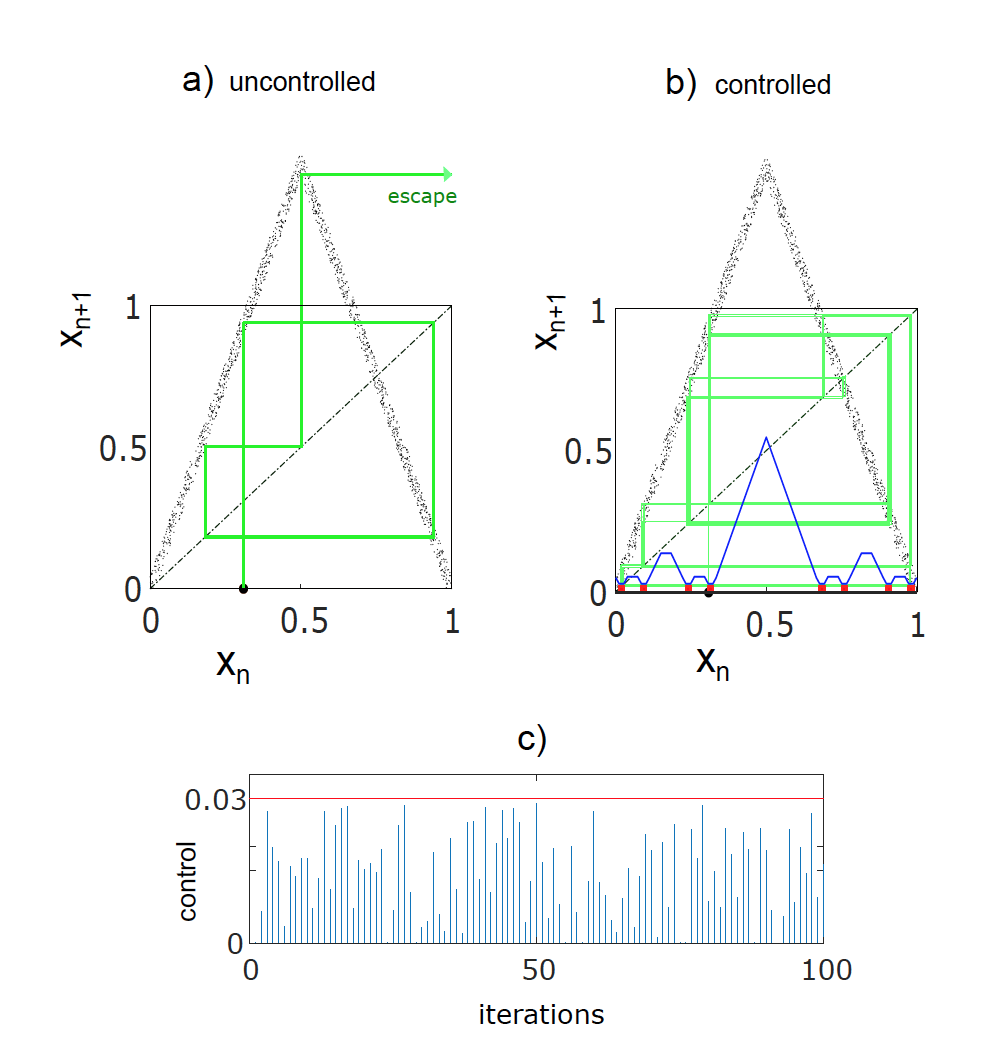 a) uncontrolled
b) controlled
escape
1
0.5
0
x_{n+1}
0
0.5
1
x_n
1
0.5
0
x_{n+1}
0
0.5
1
x_n
c)
0.03
control
0
0
50
100
iterations